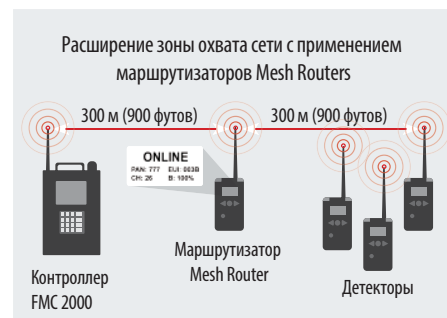 Расширение зоны охвата сети с применением
маршрутизаторов Mesh Routers
300 м (900 футов)
300 м (900 футов)
ONLINE
PAN: 777 EUI: 003B
CH: 26 B: 100%
Маршрутизатор
Mesh Router
Контроллер
FMC 2000
Детекторы